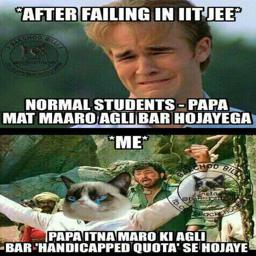 *AFTER FAILING IN IIT JEE*
NORMAL STUDENTS - PAPA
MAT MAARO AGLI BAR HOJAYEGA
*ME*
PAPA ITNA MARO KI AGLI
BAR 'HANDICAPPED QUOTA' SE HOJAYE